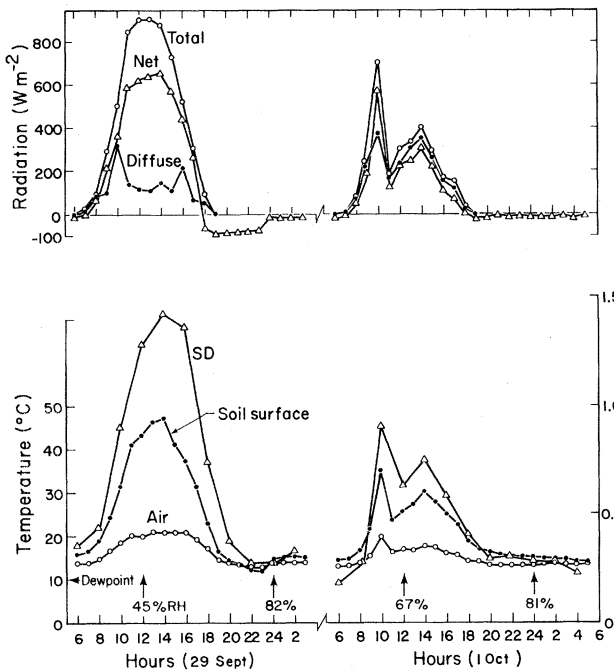 Radiation (W m-2)
800
600
400
200
0
-100
Total
Net
Diffuse
Temperature (°C)
50
40
30
20
10
0
1.5
1.0
0.5
0
SD
Soil surface
Air
Dewpoint
45%RH
82%
67%
81%
6 8 10 12 14 16 18 20 22 24 2
6 8 10 12 14 16 18 20 22 24 2 4 6
Hours (29 Sept)
Hours (1 Oct)